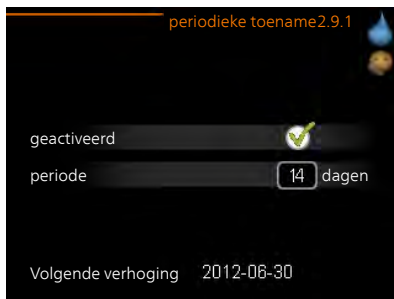 periodieke toename2.9.1
geactiveerd
periode 14 dagen
Volgende verhoging 2012-06-30